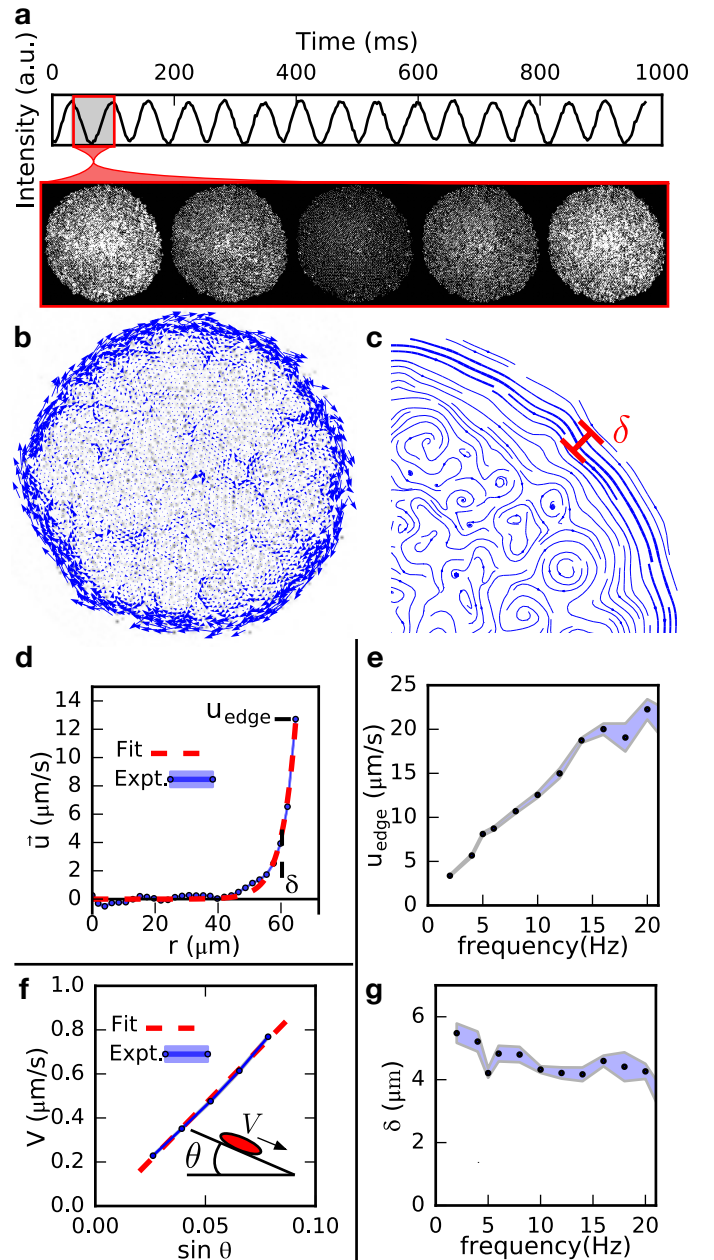 a
Time (ms)
0 200 400 600 800 1000
Intensity (a.u.)
b
c
δ
d
14
12
10
8
6
4
2
0
u⃗ (μm/s)
u_edge
Fit
Expt.
δ
0 20 40 60
r (μm)
e
25
20
15
10
5
0
u_edge (μm/s)
0 5 10 15 20
frequency(Hz)
f
1.0
0.8
0.6
0.4
0.2
0.0
V (μm/s)
Fit
Expt.
V
θ
0.00 0.05 0.10
sin θ
g
6
4
2
δ (μm)
0 5 10 15 20
frequency(Hz)